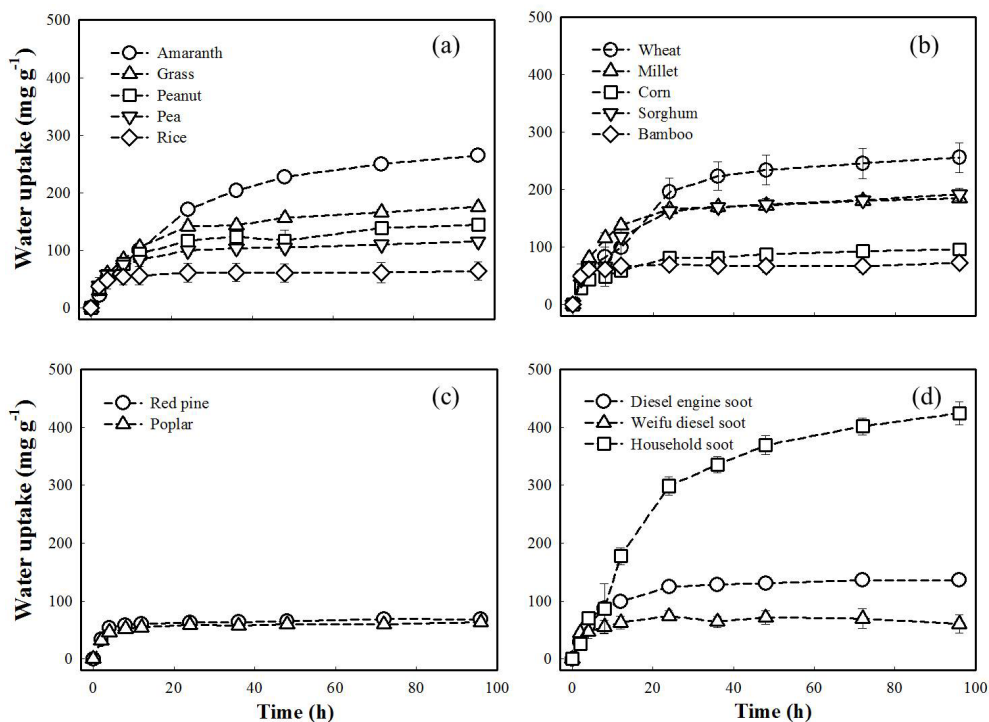 500
400
300
200
100
0
Water uptake (mg g⁻¹)
(a)
Amaranth
Grass
Peanut
Pea
Rice
500
400
300
200
100
0
(b)
Wheat
Millet
Corn
Sorghum
Bamboo
500
400
300
200
100
0
Water uptake (mg g⁻¹)
(c)
Red pine
Poplar
0 20 40 60 80 100
Time (h)
500
400
300
200
100
0
(d)
Diesel engine soot
Weifu diesel soot
Household soot
0 20 40 60 80 100
Time (h)